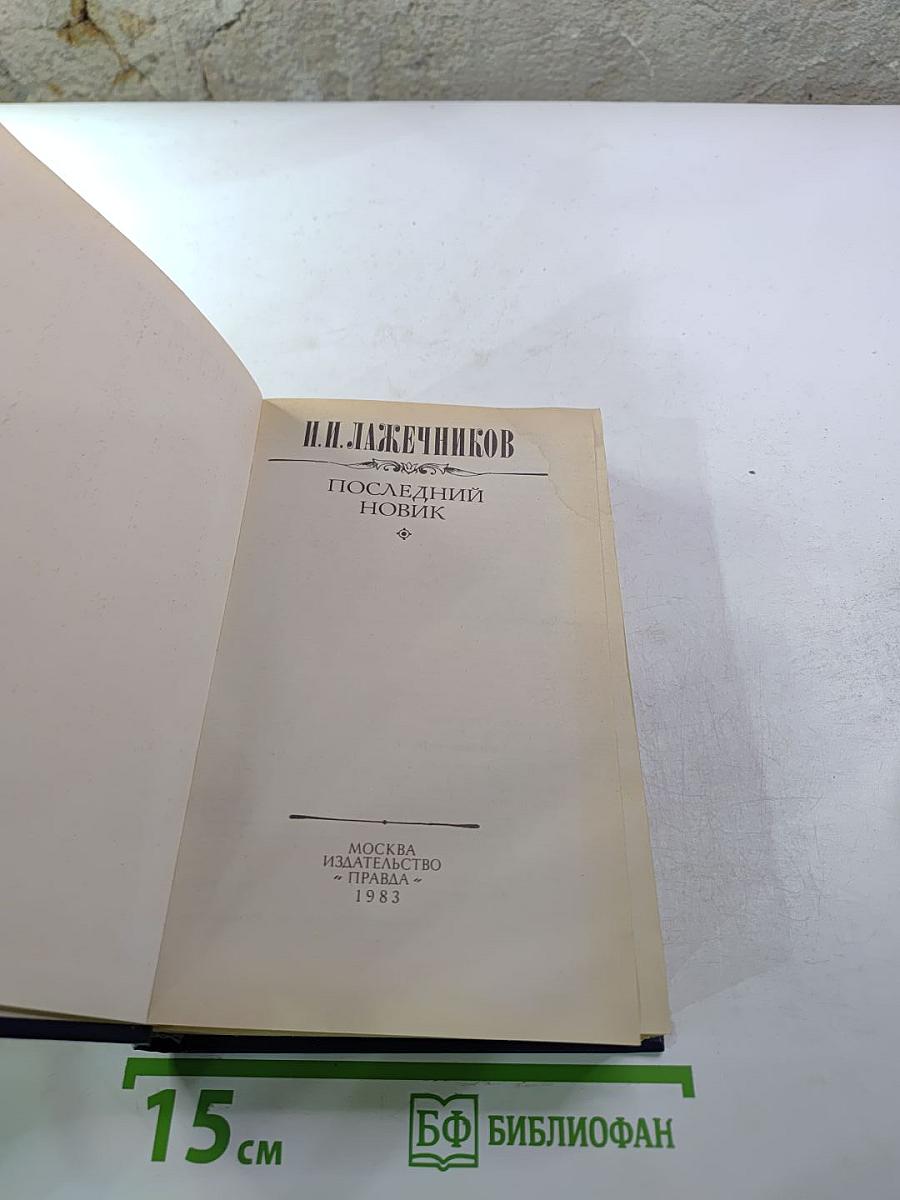 И.И.ЛАЖЕЧНИКОВ
ПОСЛЕДНИЙ
НОВИК
МОСКВА
ИЗДАТЕЛЬСТВО
„ ПРАВДА “
1983
15 см
БФ БИБЛИОФАН